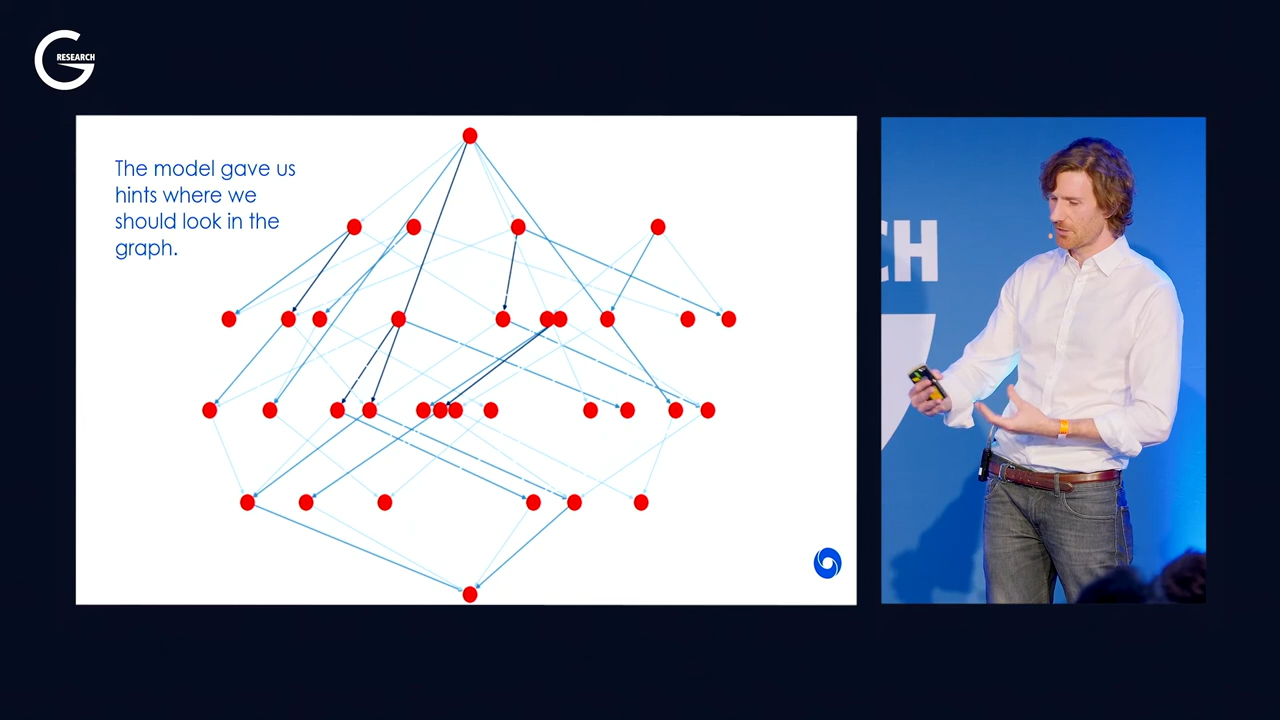 RESEARCH
The model gave us
hints where we
should look in the
graph.
CH